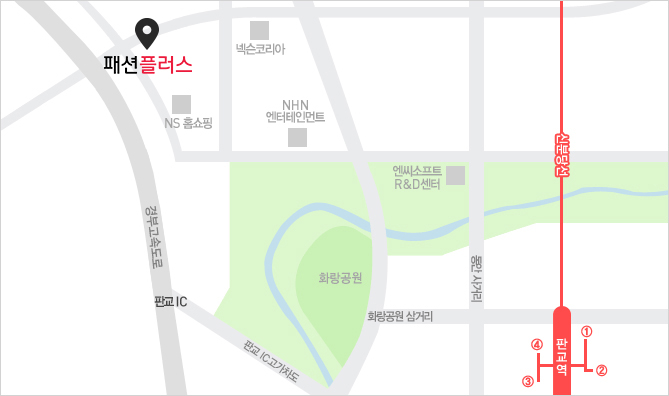 넥슨코리아
패션플러스
NHN
엔터테인먼트
NS 홈쇼핑
신분당선
엔씨소프트
R&D센터
경부고속도로
화랑공원
동안 사거리
판교 IC
화랑공원 삼거리
판교 IC고가차도
판교역
①
④
②
③